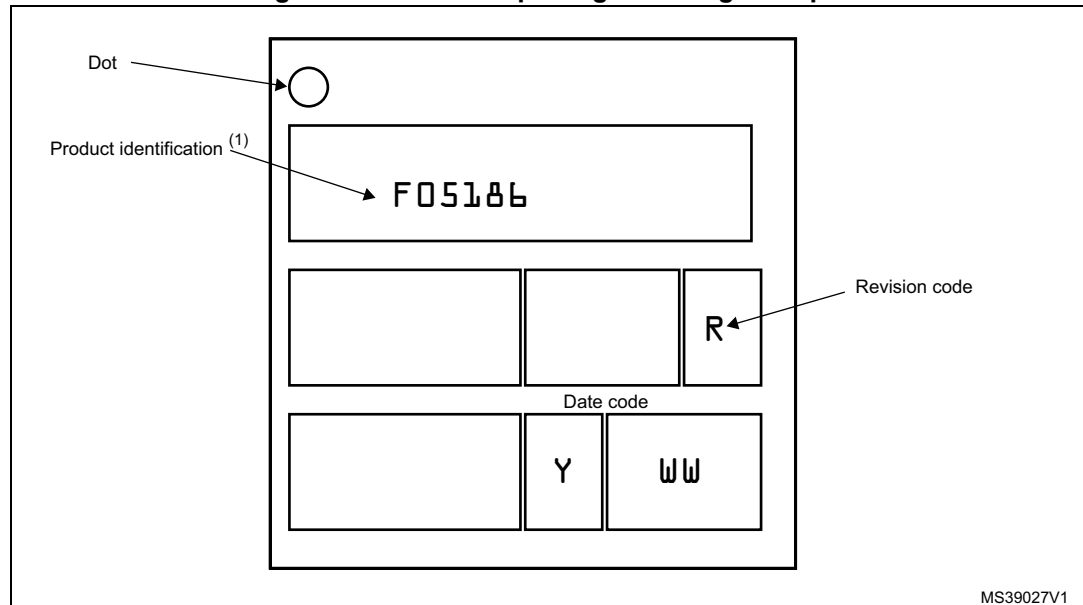 Dot
Product identification (1)
F05186
Revision code
R
Date code
Y WW
MS39027V1